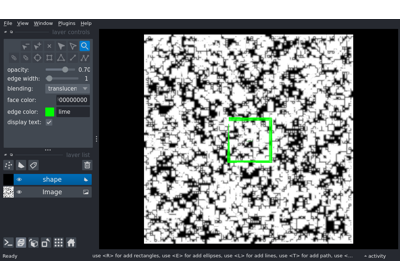 File View Window Plugins Help
layer controls
opacity: 0.70
edge width: 1
blending: translucer
face color: 00000000
edge color: lime
display text:
layer list
shape
Image
Ready use <R> for add rectangles, use <E> for add ellipses, use <L> for add lines, use <T> for add path, use <... activity